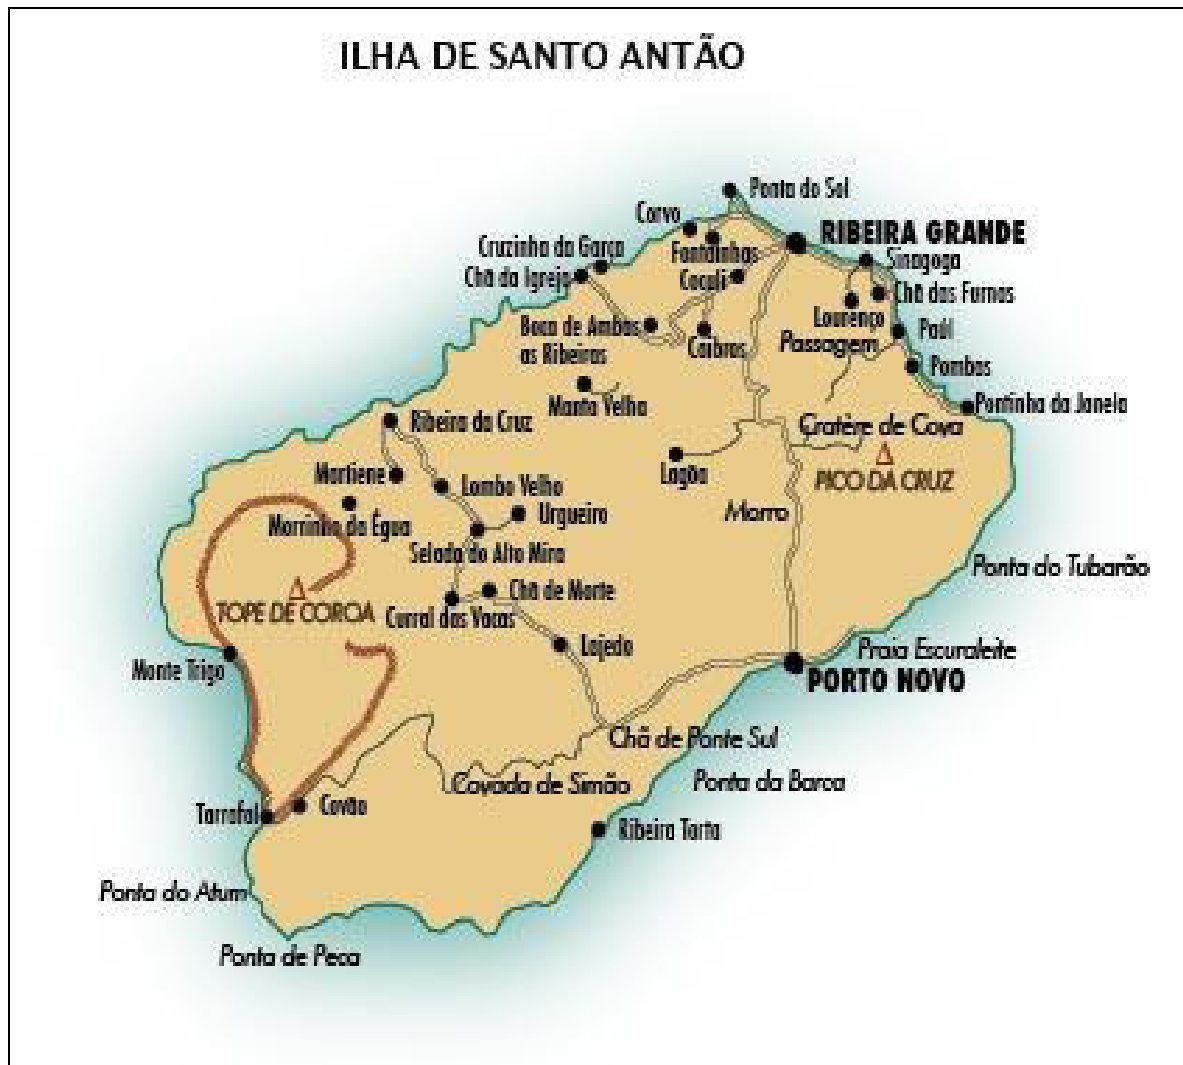 ILHA DE SANTO ANTÃO
Ponta do Sol
Corvo
RIBEIRA GRANDE
Cruzinha da Garça
Fontainhas
Sinagoga
Chã da Igreja
Coculi
Chã das Furnas
Lourenço
Boca de Ambas
as Ribeiras
Caibros
Passagem
Paúl
Pombas
Manta Velha
Pontinha da Janela
Ribeira da Cruz
Cratère de Cova
Lagôa
PICO DA CRUZ
Martiene
Lombo Velho
Morrinho da Égua
Urgueiro
Morro
Selada do Alto Mira
Ponta do Tubarão
Chã de Morte
TOPE DE COROA
Curral das Vacas
Lajedo
Praia Escuraleite
Monte Trigo
PORTO NOVO
Chã de Ponte Sul
Covada de Simão
Ponta da Barca
Tarrafal
Covão
Ribeira Torta
Ponta do Atum
Ponta de Peca